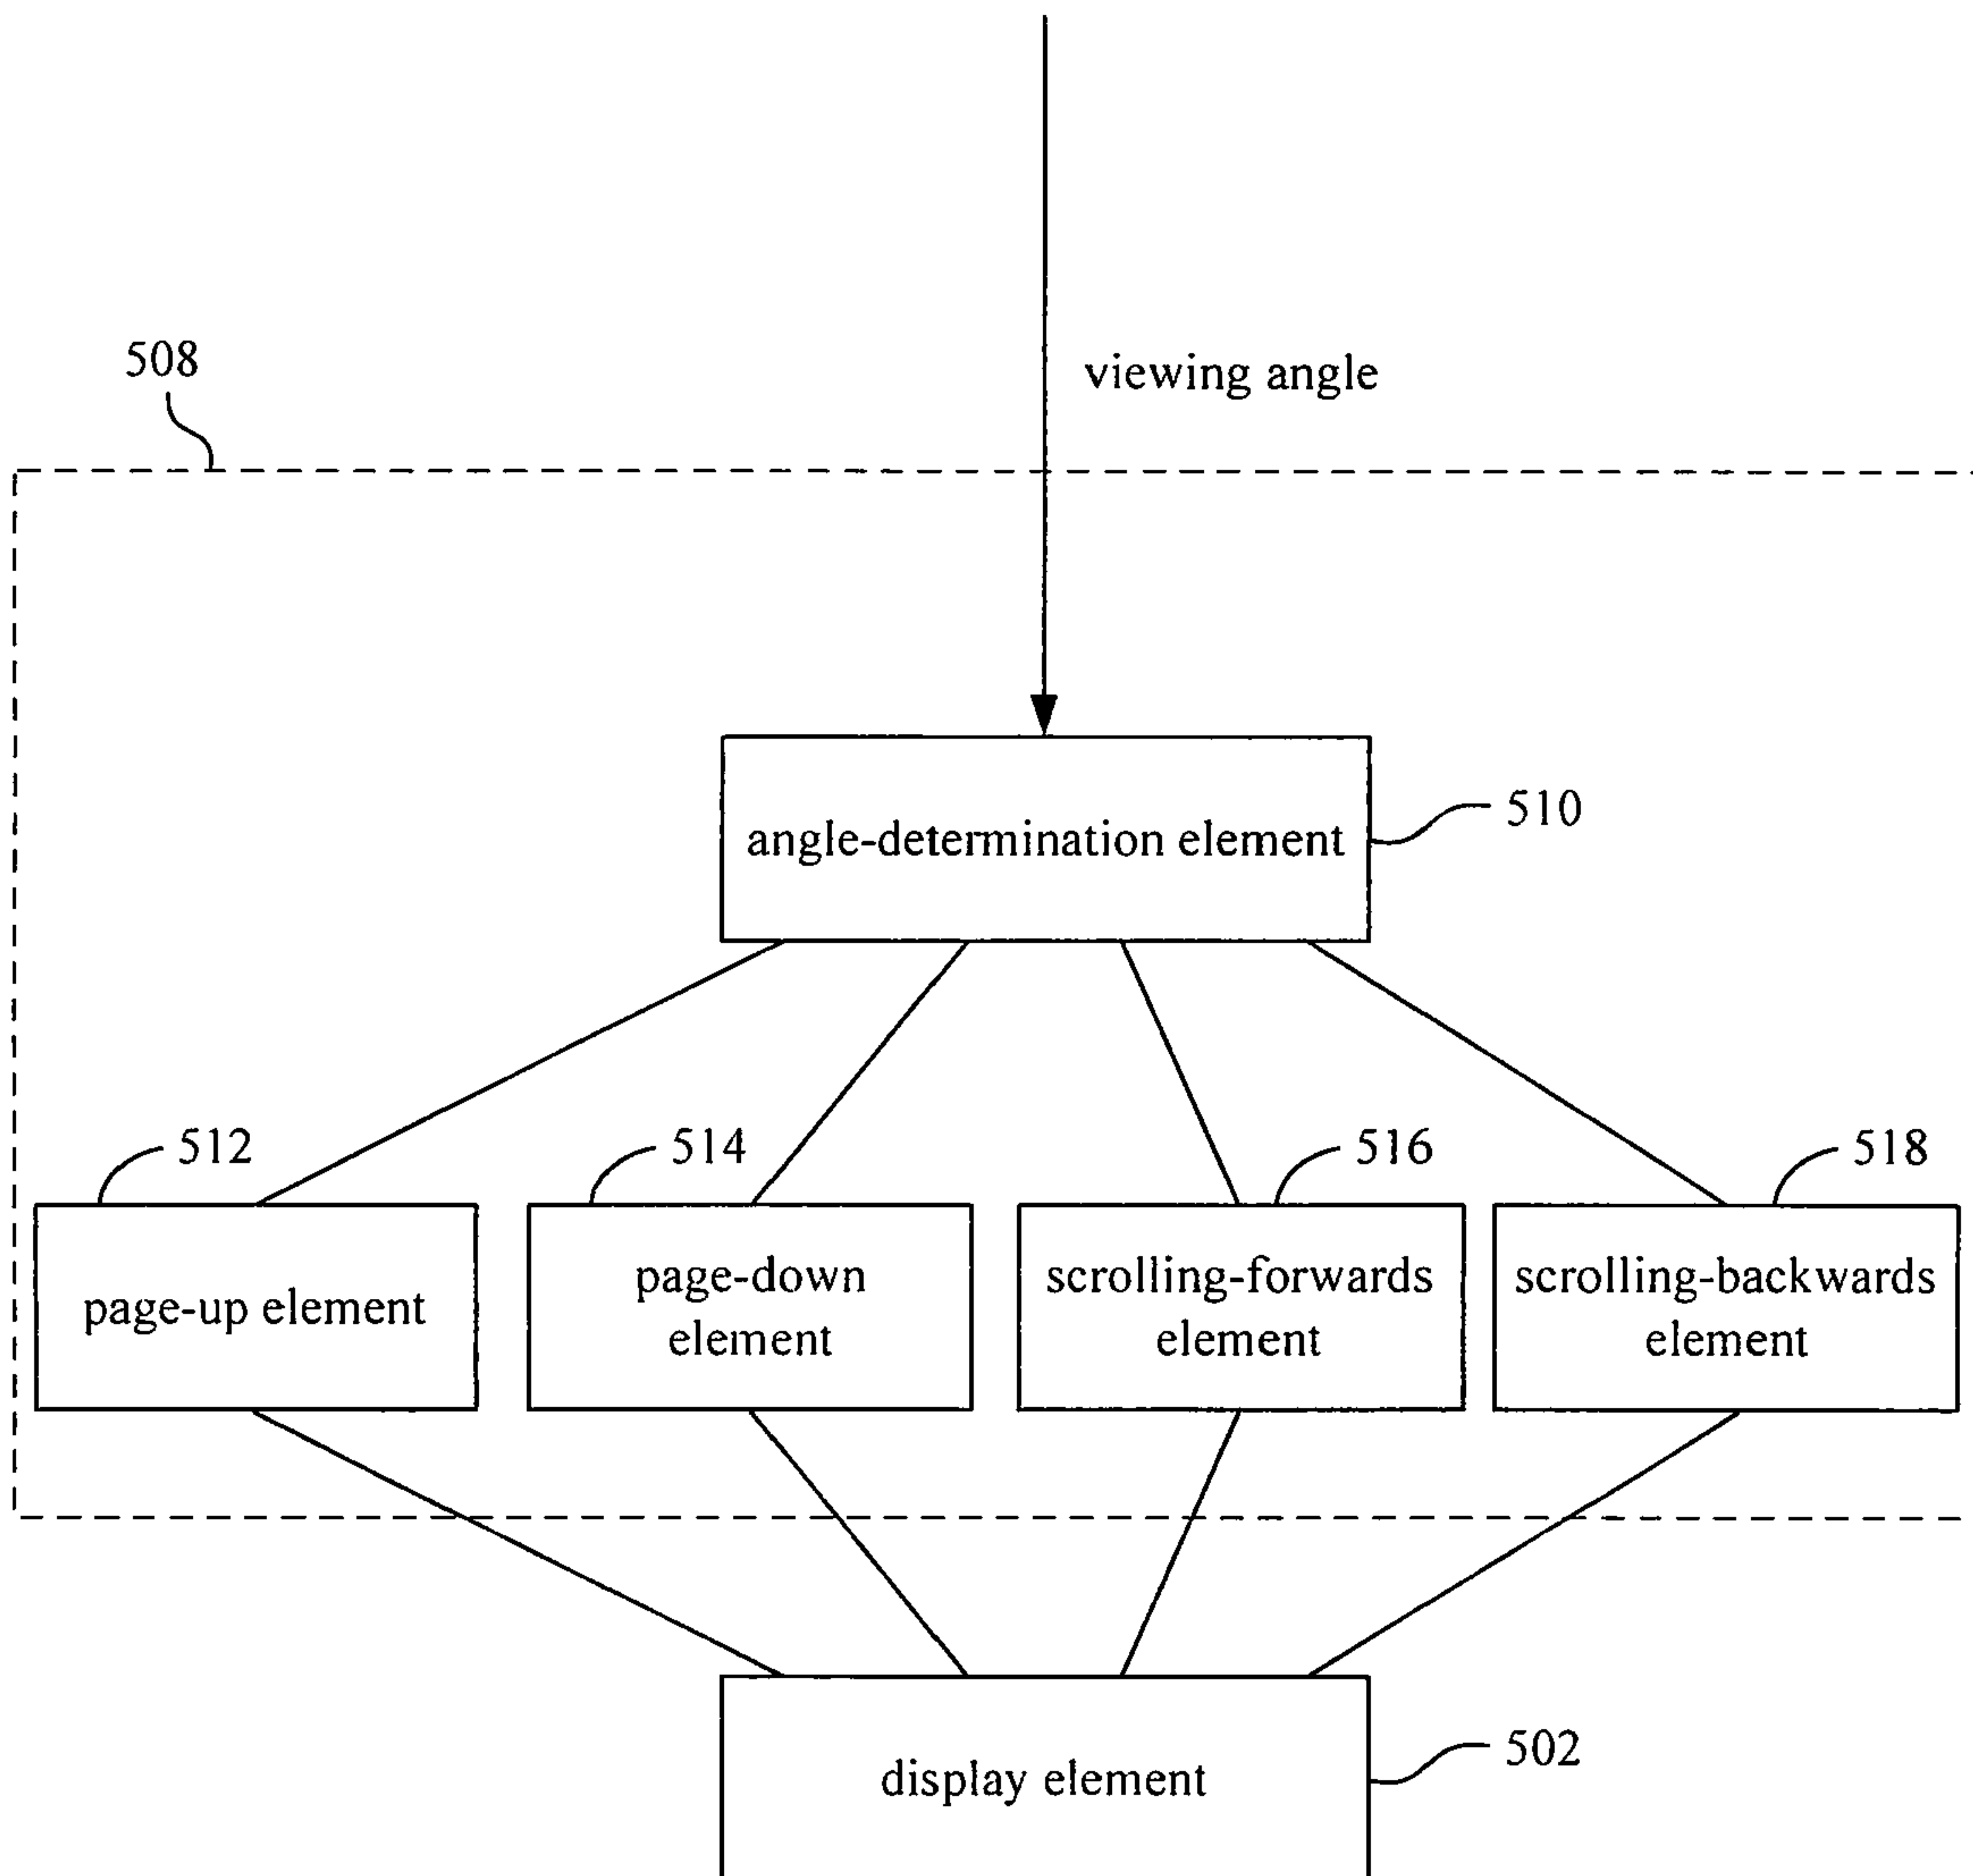 508
viewing angle
angle-determination element
510
512
514
516
518
page-up element
page-down
element
scrolling-forwards
element
scrolling-backwards
element
display element
502